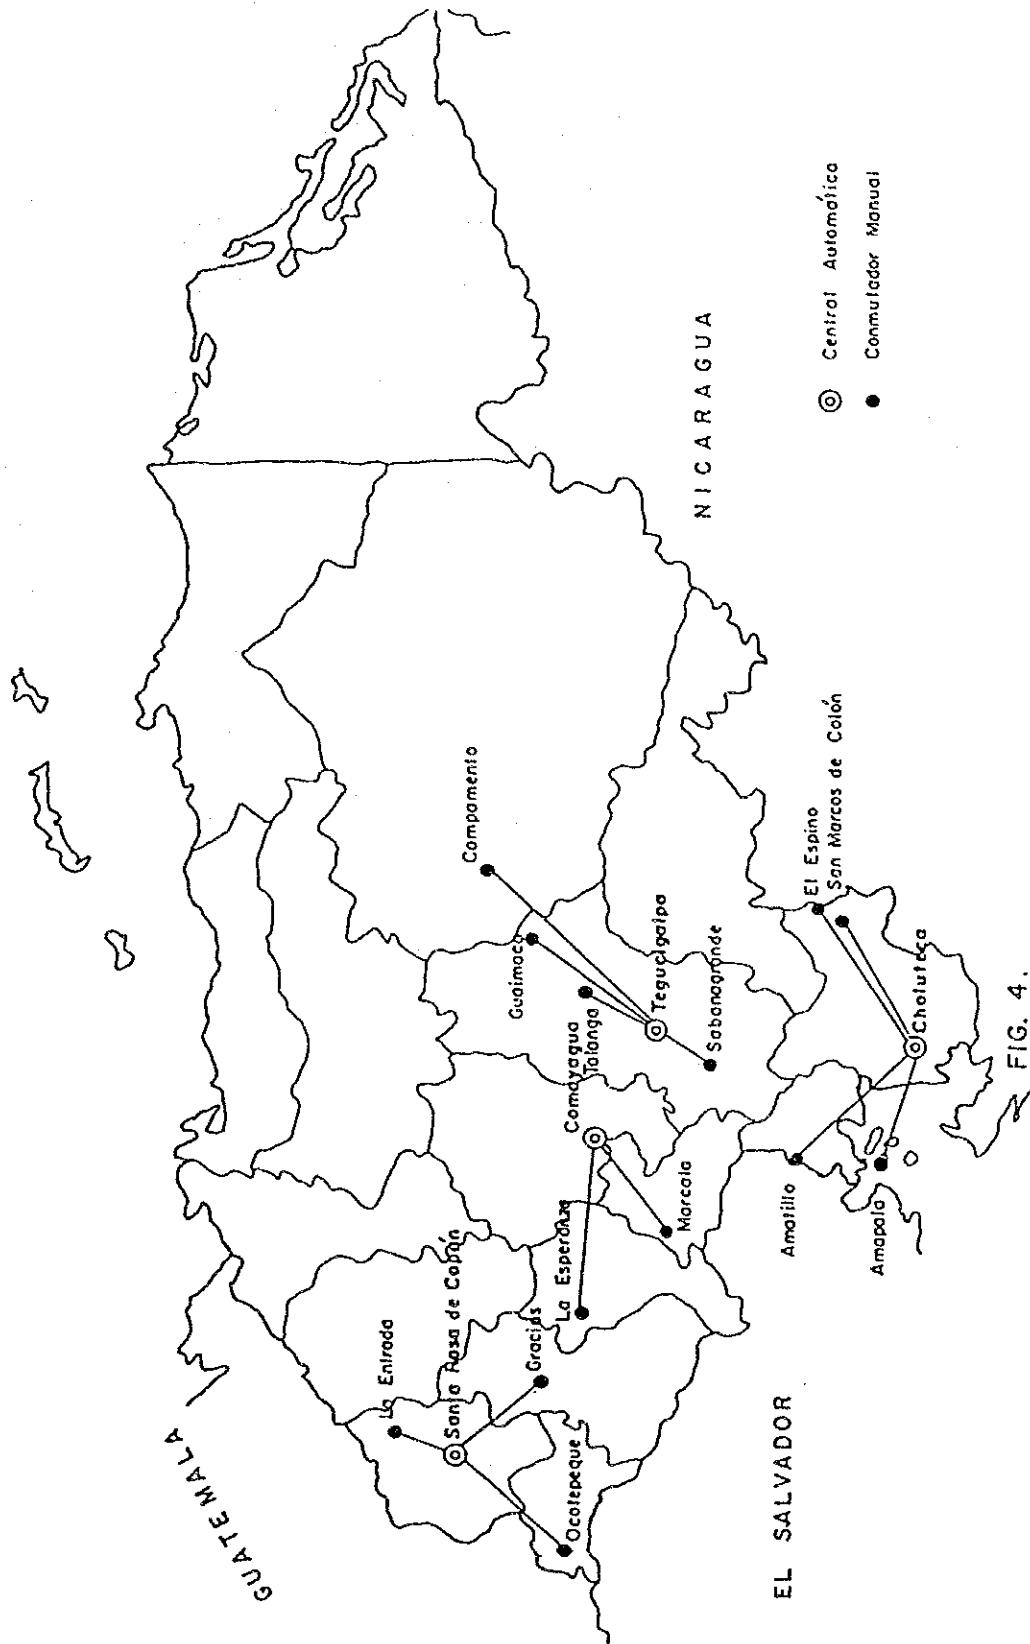 GUATEMALA
La Entrada
Santa Rosa de Copán
Gracias
Ocotepeque
La Esperanza
Comayagua
Marcala
Guaimaca
Talanga
Campamento
Tegucigalpa
Sabanagrande
El Espino
San Marcos de Colón
Choluteca
Amatillo
Amapala
EL SALVADOR
NICARAGUA
Central Automática
Conmutador Manual
FIG. 4.